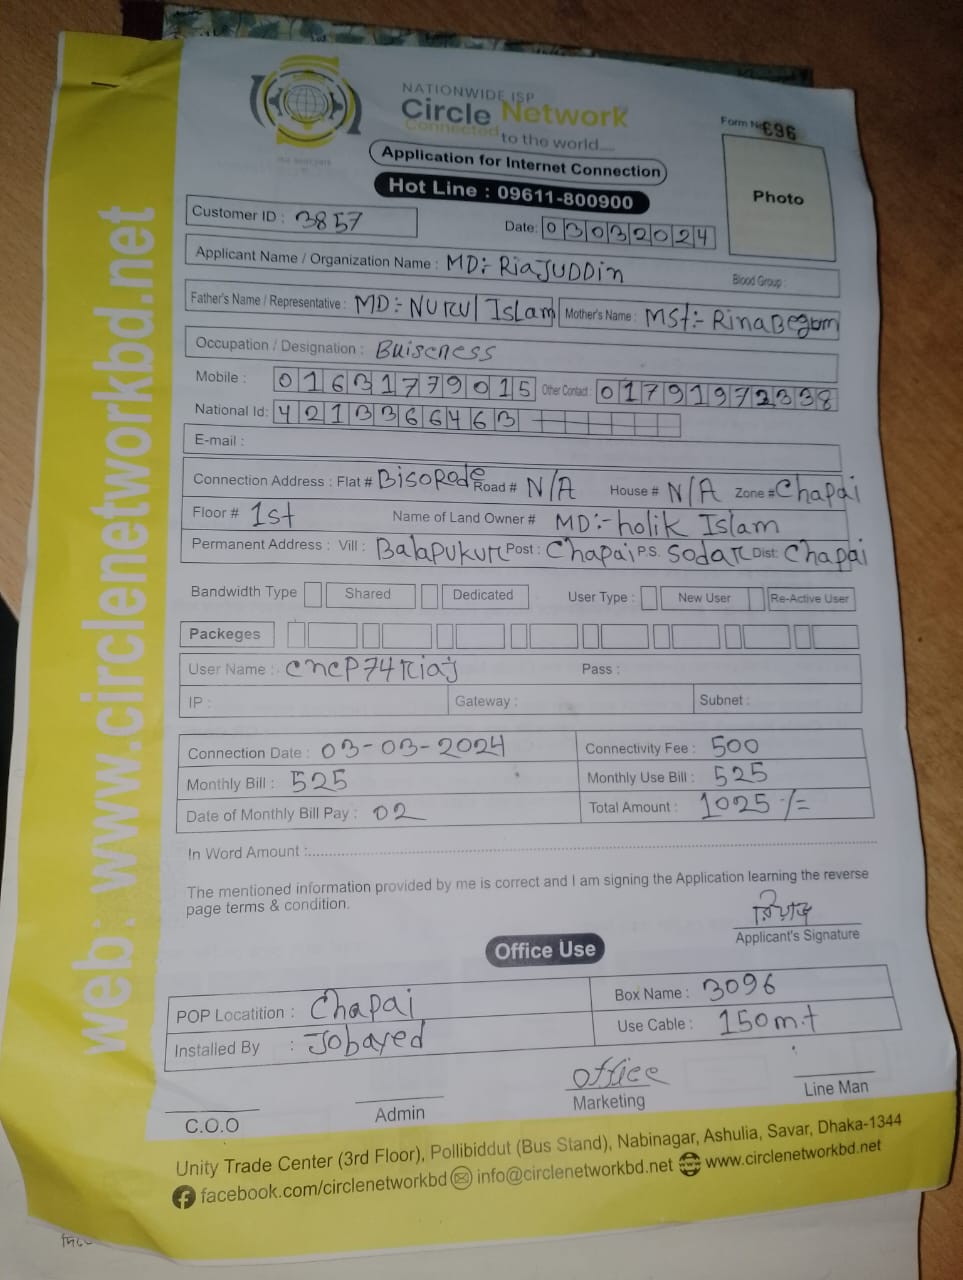 NATIONWIDE ISP
Circle Network
Connected to the world....
Form No 696
Application for Internet Connection
Hot Line : 09611-800900
Photo
Customer ID : 3857 Date: 03032024
Applicant Name / Organization Name : MD:- RiaJUDDin Blood Group :
Father's Name / Representative : MD:- NURUl IsLam Mother's Name : MSt:- Rina Begom
Occupation / Designation : Buiseness
Mobile : 01631779015 Other Contact : 01791972338
National Id: 4213366463
E-mail :
Connection Address : Flat # BisoRode Road # N/A House # N/A Zone # Chapai
Floor # 1st Name of Land Owner # MD:- holik Islam
Permanent Address : Vill : Balapukur Post : Chapai P.S. Sodar Dist: Chapai
Bandwidth Type Shared Dedicated User Type : New User Re-Active User
Packeges
User Name : cncp74riaj Pass :
IP : Gateway : Subnet :
Connection Date : 03-03-2024 Connectivity Fee : 500
Monthly Bill : 525 Monthly Use Bill : 525
Date of Monthly Bill Pay : 02 Total Amount : 1025 /=
In Word Amount :
The mentioned information provided by me is correct and I am signing the Application learning the reverse
page terms & condition.
রিয়াজ
Applicant's Signature
Office Use
POP Locatition : Chapai Box Name : 3096
Installed By : Jobayed Use Cable : 150m.t
office
C.O.O Admin Marketing Line Man
Unity Trade Center (3rd Floor), Pollibiddut (Bus Stand), Nabinagar, Ashulia, Savar, Dhaka-1344
facebook.com/circlenetworkbd info@circlenetworkbd.net www.circlenetworkbd.net
web: www.circlenetworkbd.net